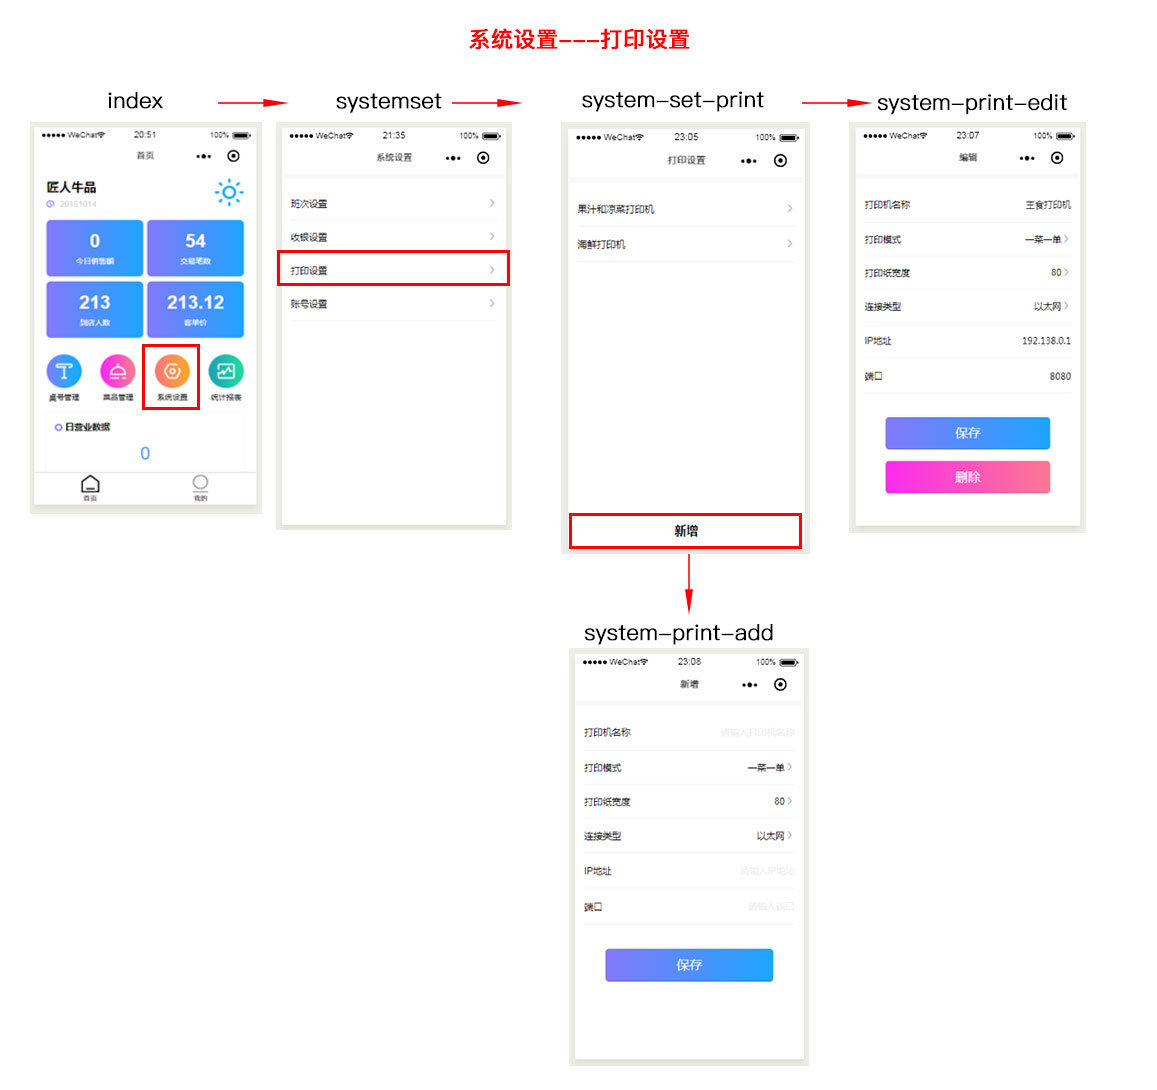 系统设置---打印设置
index
systemset
system-set-print
system-print-edit
WeChat 20:51 100%
首页
匠人牛品
20181014
0
今日销售额
54
交易笔数
213
到店人数
213.12
客单价
桌号管理
菜品管理
系统设置
统计报表
日营业数据
0
首页
我的
WeChat 21:35 100%
系统设置
班次设置
收银设置
打印设置
账号设置
WeChat 23:05 100%
打印设置
果汁和凉菜打印机
海鲜打印机
新增
WeChat 23:07 100%
编辑
打印机名称 主食打印机
打印模式 一菜一单
打印纸宽度 80
连接类型 以太网
IP地址 192.138.0.1
端口 8080
保存
删除
system-print-add
WeChat 23:08 100%
新增
打印机名称 请输入打印机名称
打印模式 一菜一单
打印纸宽度 80
连接类型 以太网
IP地址 请输入IP地址
端口 请输入端口
保存